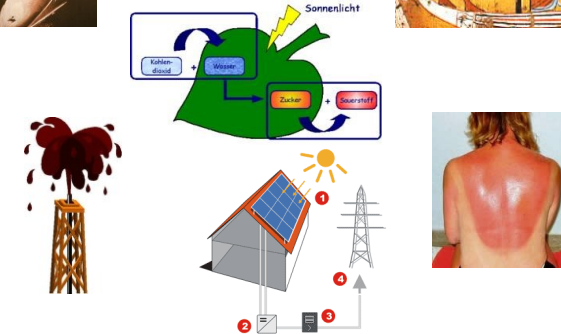 Sonnenlicht
Kohlen-
dioxid
+
Wasser
Zucker
+
Sauerstoff
1
4
2
3